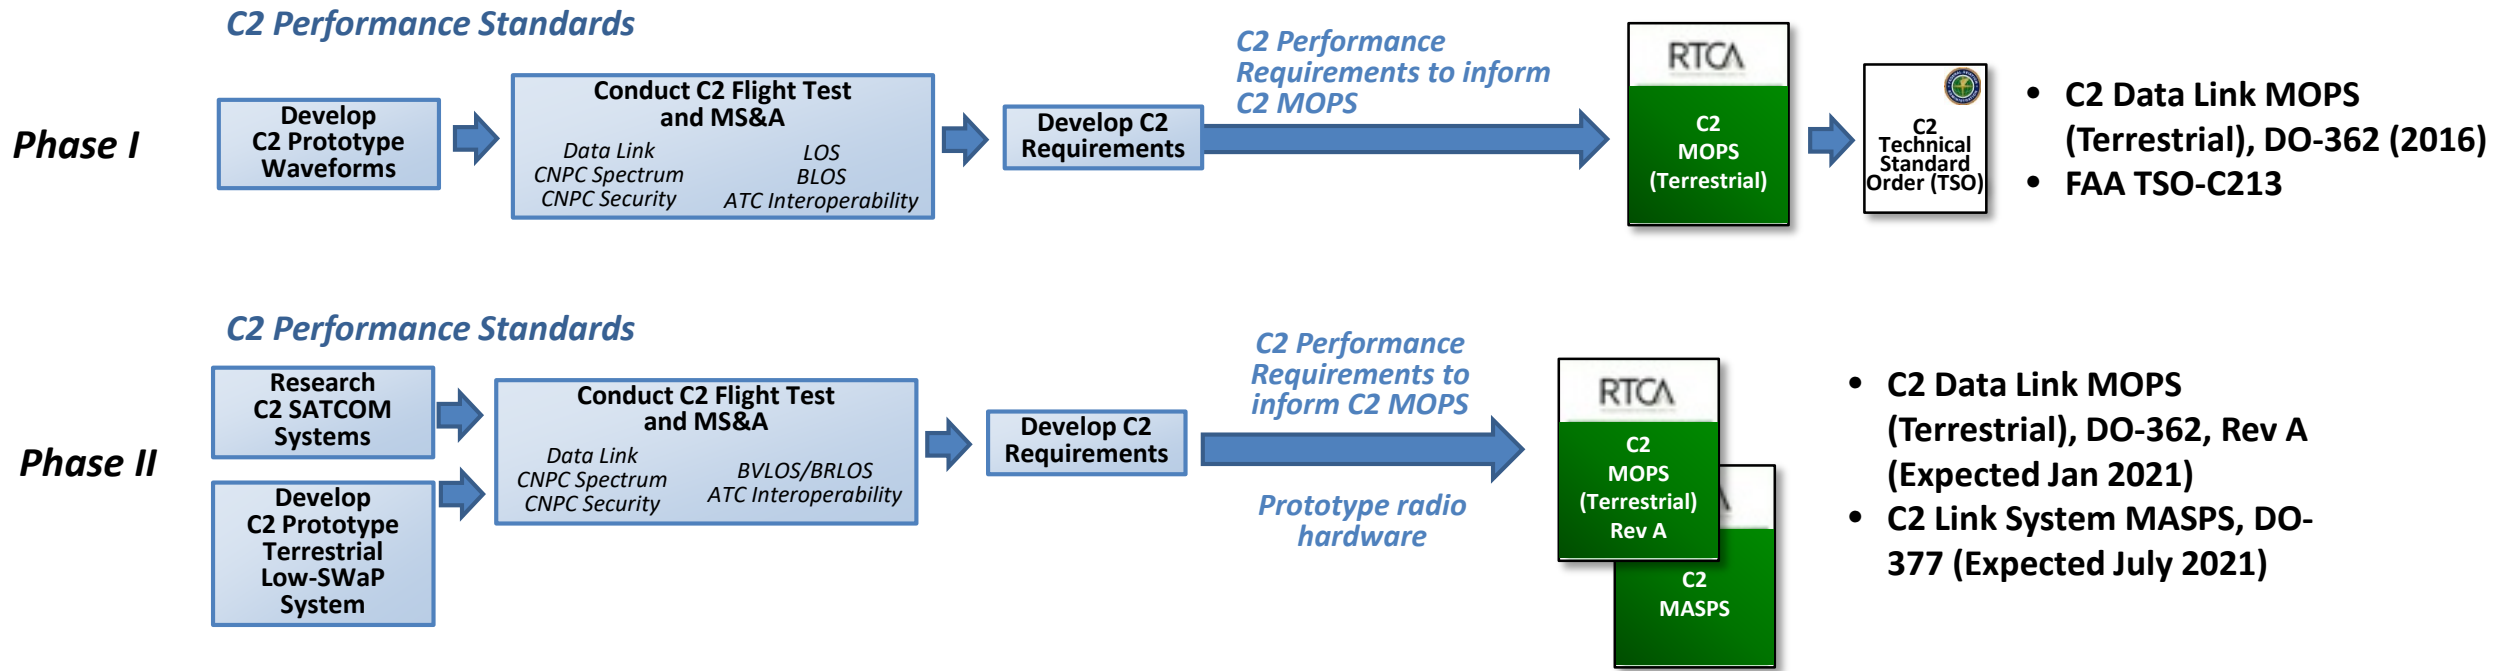 C2 Performance Standards
Phase I
Develop
C2 Prototype
Waveforms
Conduct C2 Flight Test
and MS&A
Data Link
CNPC Spectrum
CNPC Security
LOS
BLOS
ATC Interoperability
Develop C2
Requirements
C2 Performance
Requirements to inform
C2 MOPS
RTCA
C2
MOPS
(Terrestrial)
C2
Technical
Standard
Order (TSO)
• C2 Data Link MOPS
(Terrestrial), DO-362 (2016)
• FAA TSO-C213
C2 Performance Standards
Phase II
Research
C2 SATCOM
Systems
Develop
C2 Prototype
Terrestrial
Low-SWaP
System
Conduct C2 Flight Test
and MS&A
Data Link
CNPC Spectrum
CNPC Security
BVLOS/BRLOS
ATC Interoperability
Develop C2
Requirements
C2 Performance
Requirements to
inform C2 MOPS
Prototype radio
hardware
RTCA
C2
MOPS
(Terrestrial)
Rev A
C2
MASPS
• C2 Data Link MOPS
(Terrestrial), DO-362, Rev A
(Expected Jan 2021)
• C2 Link System MASPS, DO-
377 (Expected July 2021)